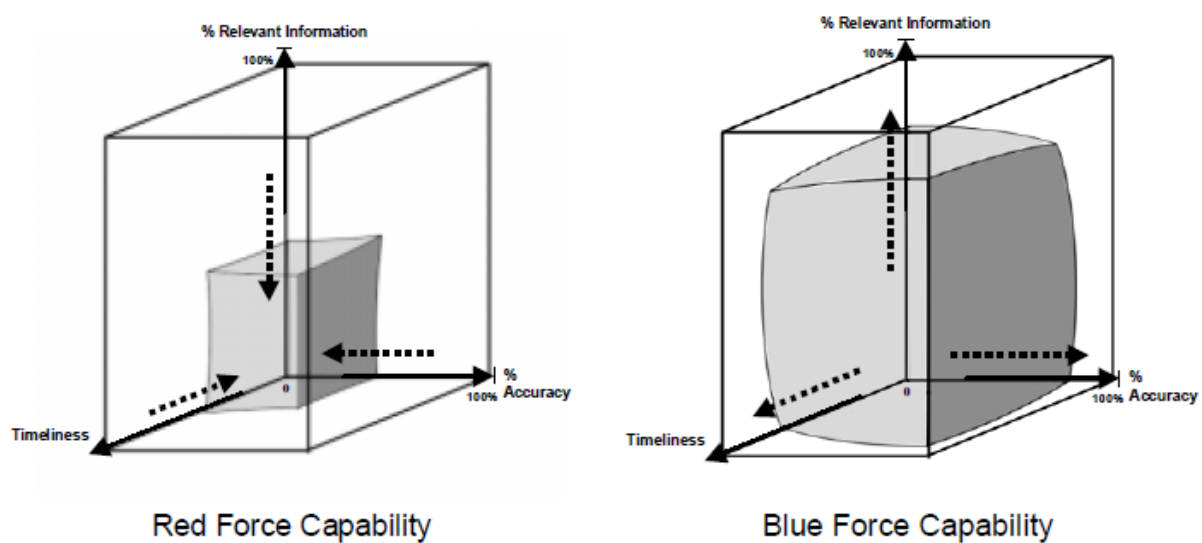 % Relevant Information
100%
0
100%
%
Accuracy
Timeliness
Red Force Capability
% Relevant Information
100%
0
100%
%
Accuracy
Timeliness
Blue Force Capability